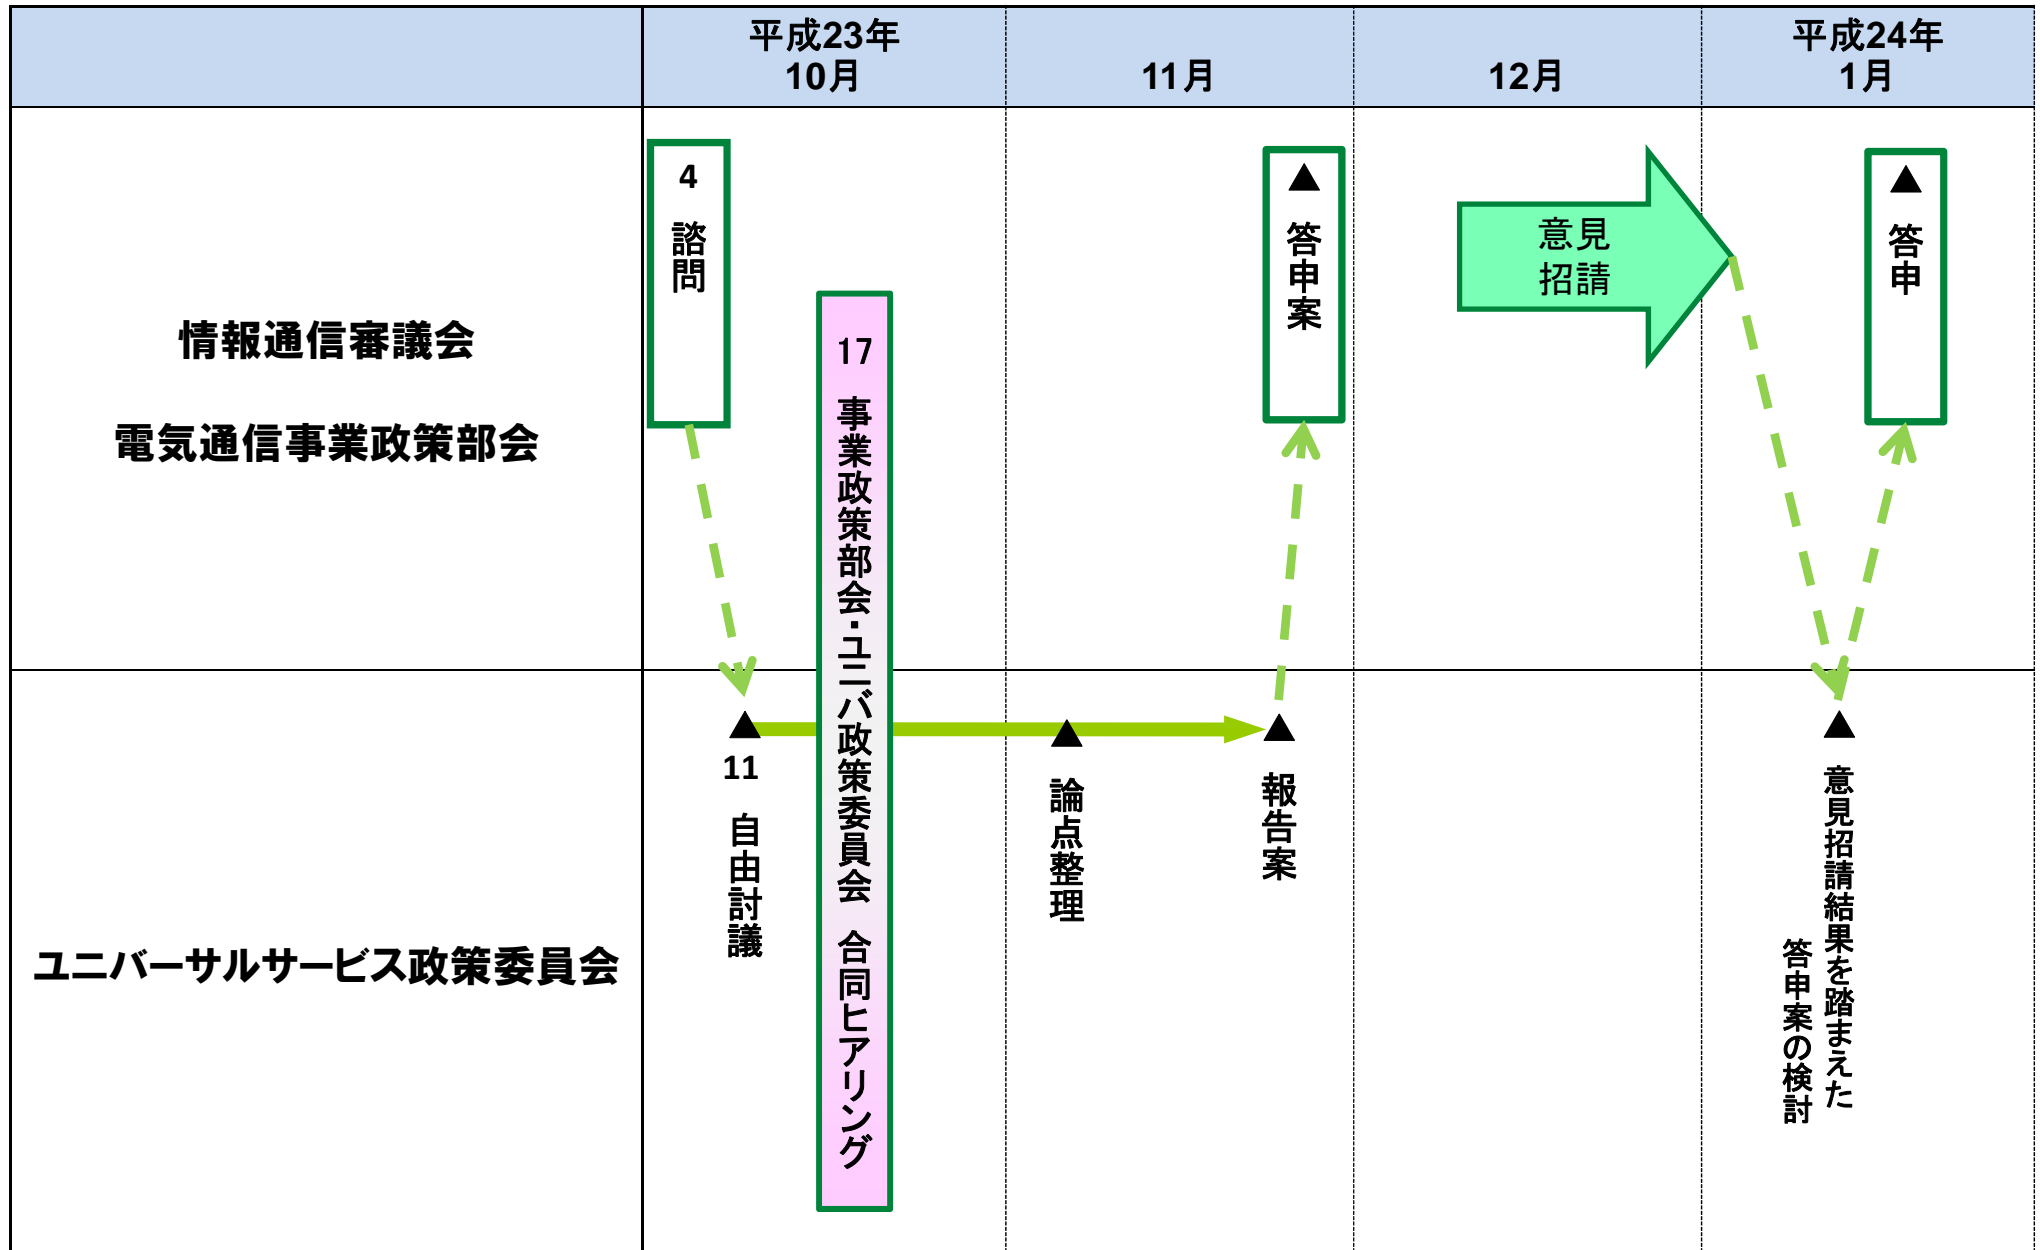 平成23年
10月
11月
12月
平成24年
1月
情報通信審議会
電気通信事業政策部会
4 諮問
17 事業政策部会・ユニバ政策委員会 合同ヒアリング
▲ 答申案
意見
招請
▲ 答申
ユニバーサルサービス政策委員会
▲
11 自由討議
▲
論点整理
▲
報告案
▲
意見招請結果を踏まえた
答申案の検討